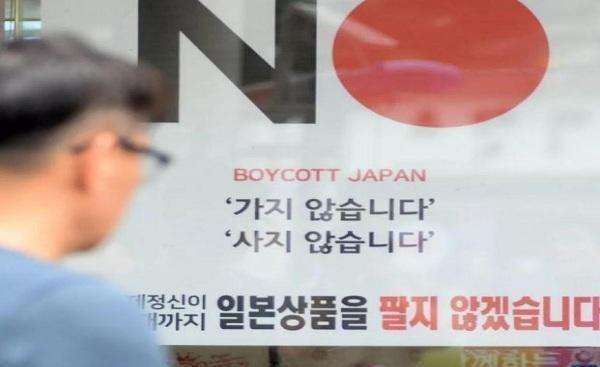 NO
BOYCOTT JAPAN
‘가지 않습니다’
‘사지 않습니다’
일본상품을 팔지 않겠습니다